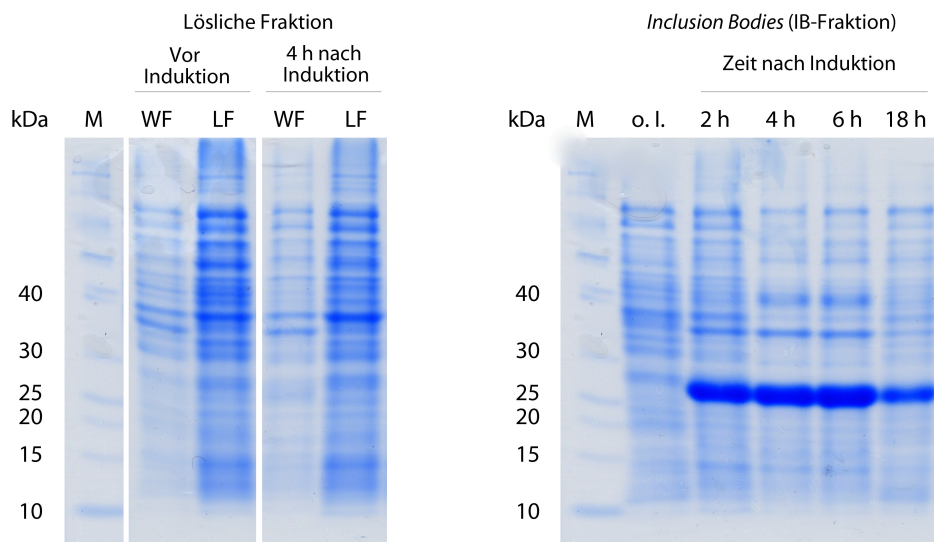 Lösliche Fraktion
Vor
Induktion
4 h nach
Induktion
kDa M WF LF WF LF
40
30
25
20
15
10
Inclusion Bodies (IB-Fraktion)
Zeit nach Induktion
kDa M o. I. 2 h 4 h 6 h 18 h
40
30
25
20
15
10